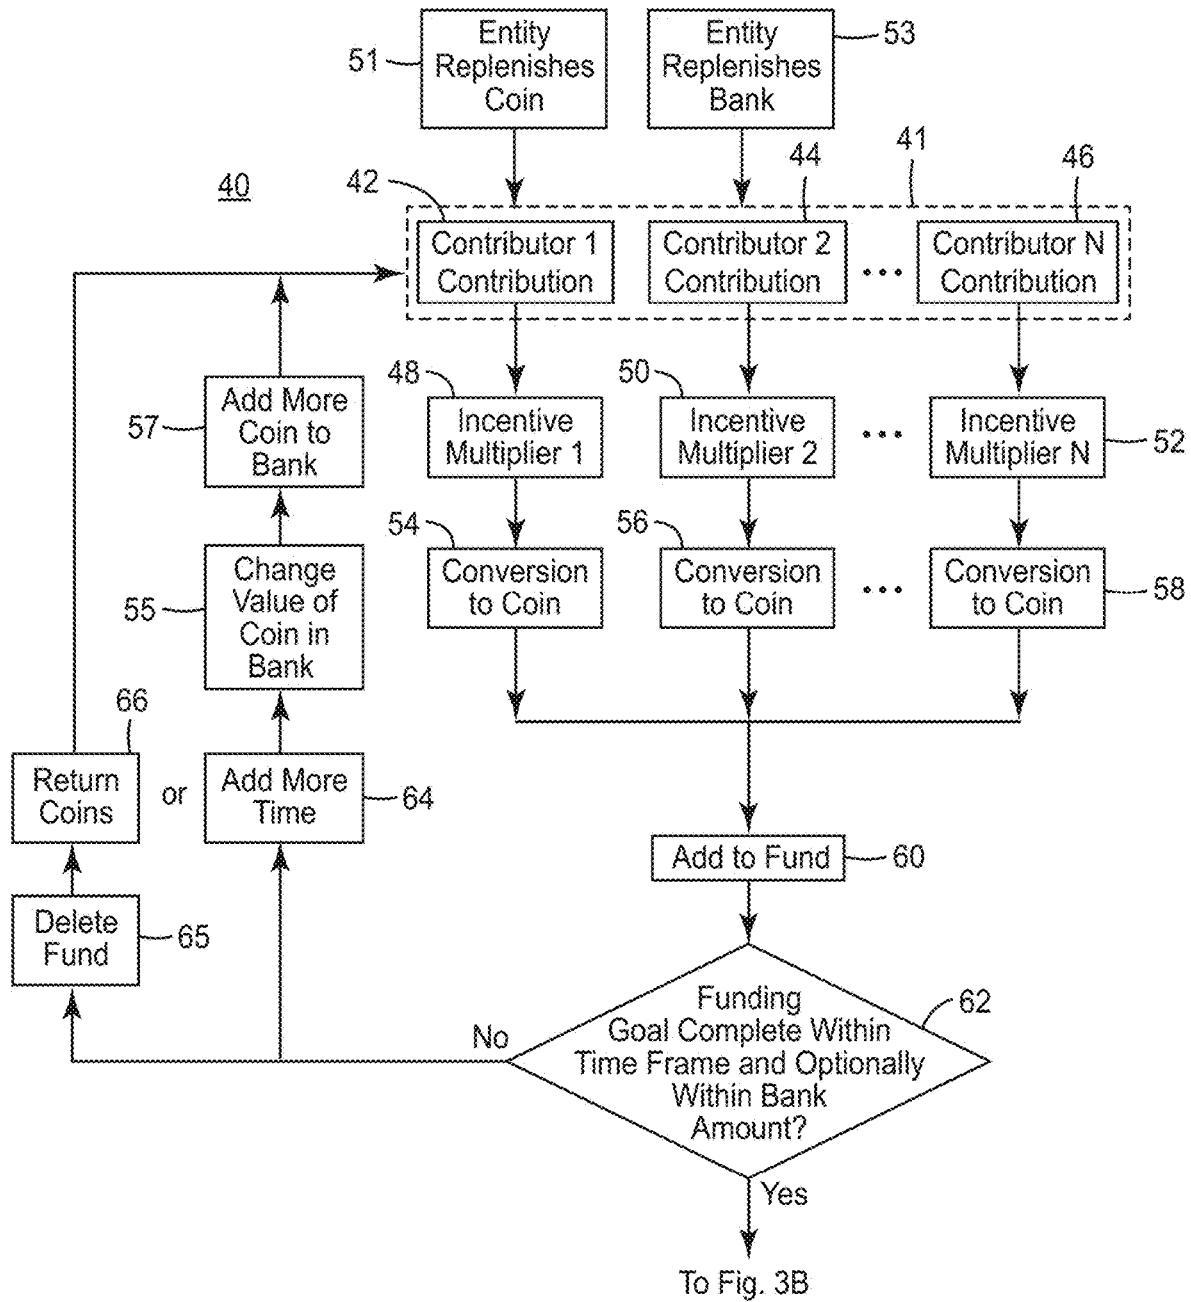 51
Entity
Replenishes
Coin
Entity
Replenishes
Bank
53
40
42
44
41
46
Contributor 1
Contribution
Contributor 2
Contribution
•••
Contributor N
Contribution
48
50
Incentive
Multiplier 1
Incentive
Multiplier 2
•••
Incentive
Multiplier N
52
57
Add More
Coin to
Bank
54
56
Conversion
to Coin
Conversion
to Coin
•••
Conversion
to Coin
58
55
Change
Value of
Coin in
Bank
66
Return
Coins
or
Add More
Time
64
Add to Fund
60
Delete
Fund
65
No
62
Funding
Goal Complete Within
Time Frame and Optionally
Within Bank
Amount?
Yes
To Fig. 3B